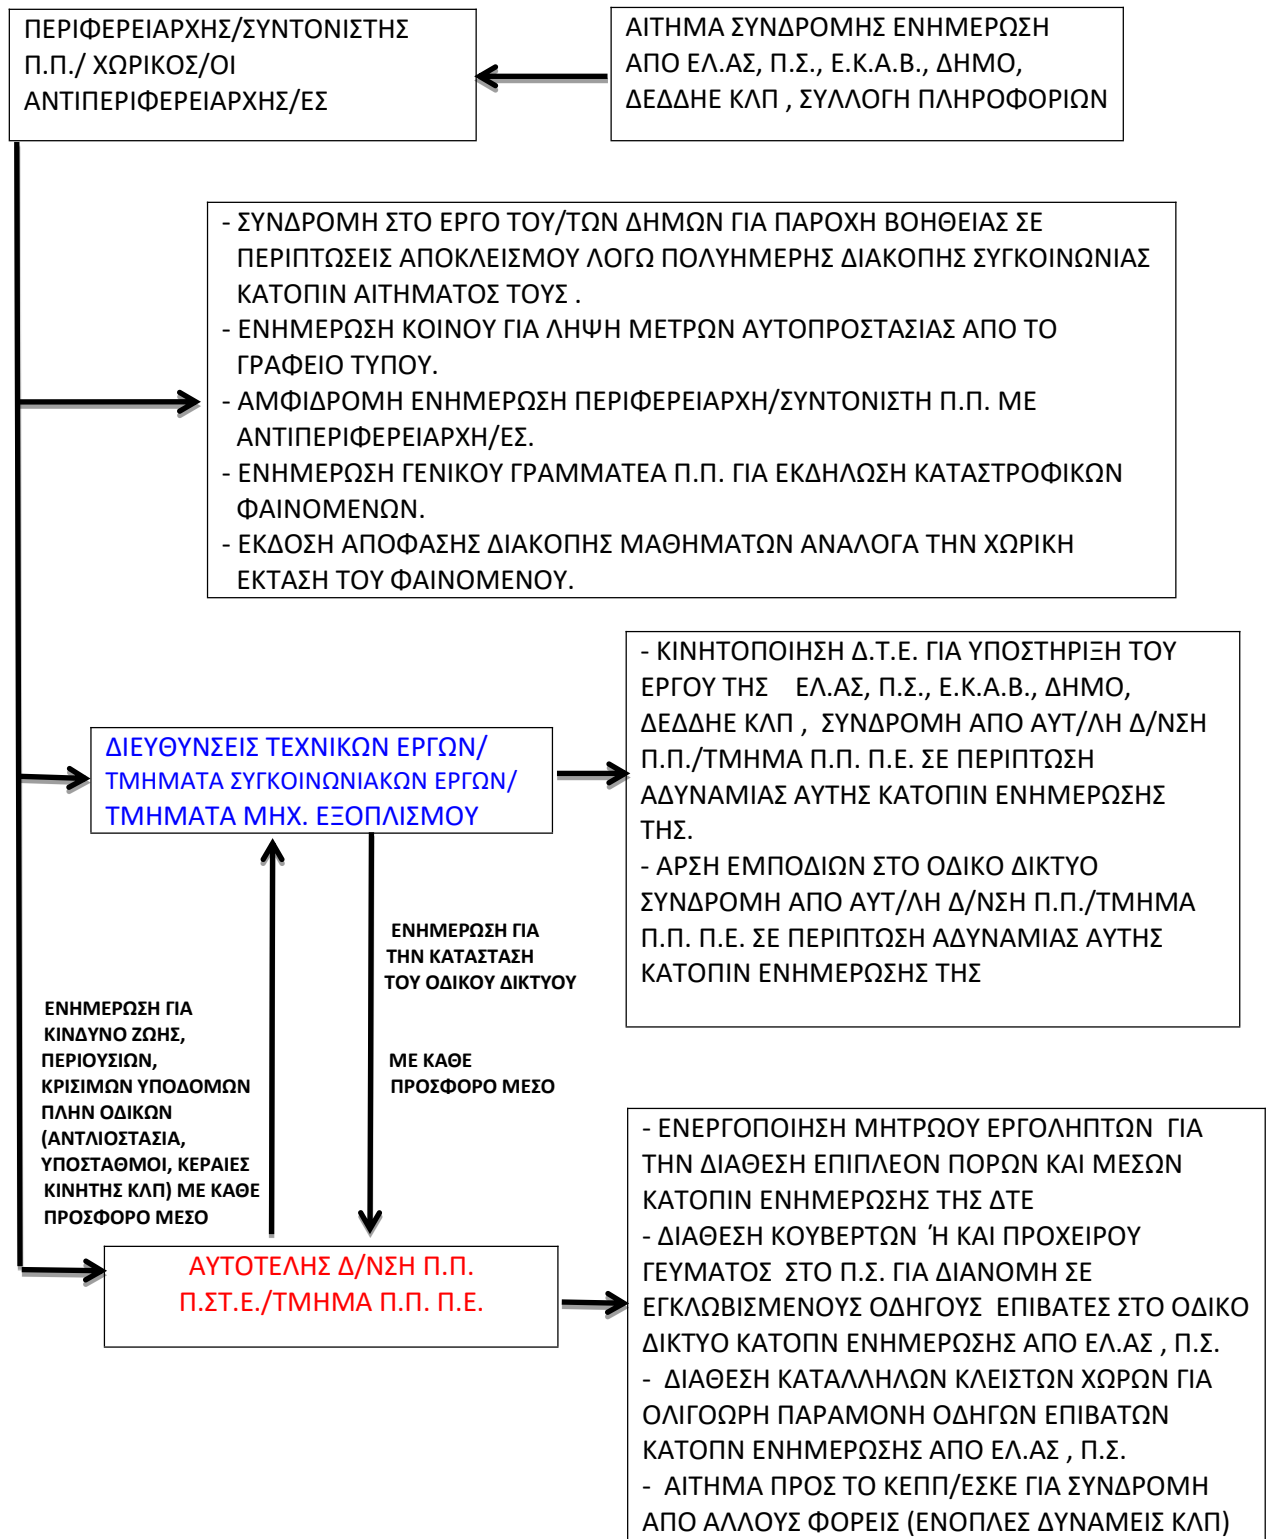 ΠΕΡΙΦΕΡΕΙΑΡΧΗΣ/ΣΥΝΤΟΝΙΣΤΗΣ
Π.Π./ ΧΩΡΙΚΟΣ/ΟΙ
ΑΝΤΙΠΕΡΙΦΕΡΕΙΑΡΧΗΣ/ΕΣ
ΑΙΤΗΜΑ ΣΥΝΔΡΟΜΗΣ ΕΝΗΜΕΡΩΣΗ
ΑΠΟ ΕΛ.ΑΣ, Π.Σ., Ε.Κ.Α.Β., ΔΗΜΟ,
ΔΕΔΔΗΕ ΚΛΠ , ΣΥΛΛΟΓΗ ΠΛΗΡΟΦΟΡΙΩΝ
- ΣΥΝΔΡΟΜΗ ΣΤΟ ΕΡΓΟ ΤΟΥ/ΤΩΝ ΔΗΜΩΝ ΓΙΑ ΠΑΡΟΧΗ ΒΟΗΘΕΙΑΣ ΣΕ
ΠΕΡΙΠΤΩΣΕΙΣ ΑΠΟΚΛΕΙΣΜΟΥ ΛΟΓΩ ΠΟΛΥΗΜΕΡΗΣ ΔΙΑΚΟΠΗΣ ΣΥΓΚΟΙΝΩΝΙΑΣ
ΚΑΤΟΠΙΝ ΑΙΤΗΜΑΤΟΣ ΤΟΥΣ .
- ΕΝΗΜΕΡΩΣΗ ΚΟΙΝΟΥ ΓΙΑ ΛΗΨΗ ΜΕΤΡΩΝ ΑΥΤΟΠΡΟΣΤΑΣΙΑΣ ΑΠΟ ΤΟ
ΓΡΑΦΕΙΟ ΤΥΠΟΥ.
- ΑΜΦΙΔΡΟΜΗ ΕΝΗΜΕΡΩΣΗ ΠΕΡΙΦΕΡΕΙΑΡΧΗ/ΣΥΝΤΟΝΙΣΤΗ Π.Π. ΜΕ
ΑΝΤΙΠΕΡΙΦΕΡΕΙΑΡΧΗ/ΕΣ.
- ΕΝΗΜΕΡΩΣΗ ΓΕΝΙΚΟΥ ΓΡΑΜΜΑΤΕΑ Π.Π. ΓΙΑ ΕΚΔΗΛΩΣΗ ΚΑΤΑΣΤΡΟΦΙΚΩΝ
ΦΑΙΝΟΜΕΝΩΝ.
- ΕΚΔΟΣΗ ΑΠΟΦΑΣΗΣ ΔΙΑΚΟΠΗΣ ΜΑΘΗΜΑΤΩΝ ΑΝΑΛΟΓΑ ΤΗΝ ΧΩΡΙΚΗ
ΕΚΤΑΣΗ ΤΟΥ ΦΑΙΝΟΜΕΝΟΥ.
ΔΙΕΥΘΥΝΣΕΙΣ ΤΕΧΝΙΚΩΝ ΕΡΓΩΝ/
ΤΜΗΜΑΤΑ ΣΥΓΚΟΙΝΩΝΙΑΚΩΝ ΕΡΓΩΝ/
ΤΜΗΜΑΤΑ ΜΗΧ. ΕΞΟΠΛΙΣΜΟΥ
- ΚΙΝΗΤΟΠΟΙΗΣΗ Δ.Τ.Ε. ΓΙΑ ΥΠΟΣΤΗΡΙΞΗ ΤΟΥ
ΕΡΓΟΥ ΤΗΣ ΕΛ.ΑΣ, Π.Σ., Ε.Κ.Α.Β., ΔΗΜΟ,
ΔΕΔΔΗΕ ΚΛΠ , ΣΥΝΔΡΟΜΗ ΑΠΟ ΑΥΤ/ΛΗ Δ/ΝΣΗ
Π.Π./ΤΜΗΜΑ Π.Π. Π.Ε. ΣΕ ΠΕΡΙΠΤΩΣΗ
ΑΔΥΝΑΜΙΑΣ ΑΥΤΗΣ ΚΑΤΟΠΙΝ ΕΝΗΜΕΡΩΣΗΣ
ΤΗΣ.
- ΑΡΣΗ ΕΜΠΟΔΙΩΝ ΣΤΟ ΟΔΙΚΟ ΔΙΚΤΥΟ
ΣΥΝΔΡΟΜΗ ΑΠΟ ΑΥΤ/ΛΗ Δ/ΝΣΗ Π.Π./ΤΜΗΜΑ
Π.Π. Π.Ε. ΣΕ ΠΕΡΙΠΤΩΣΗ ΑΔΥΝΑΜΙΑΣ ΑΥΤΗΣ
ΚΑΤΟΠΙΝ ΕΝΗΜΕΡΩΣΗΣ ΤΗΣ
ΕΝΗΜΕΡΩΣΗ ΓΙΑ
ΤΗΝ ΚΑΤΑΣΤΑΣΗ
ΤΟΥ ΟΔΙΚΟΥ ΔΙΚΤΥΟΥ
ΜΕ ΚΑΘΕ
ΠΡΟΣΦΟΡΟ ΜΕΣΟ
ΕΝΗΜΕΡΩΣΗ ΓΙΑ
ΚΙΝΔΥΝΟ ΖΩΗΣ,
ΠΕΡΙΟΥΣΙΩΝ,
ΚΡΙΣΙΜΩΝ ΥΠΟΔΟΜΩΝ
ΠΛΗΝ ΟΔΙΚΩΝ
(ΑΝΤΛΙΟΣΤΑΣΙΑ,
ΥΠΟΣΤΑΘΜΟΙ, ΚΕΡΑΙΕΣ
ΚΙΝΗΤΗΣ ΚΛΠ) ΜΕ ΚΑΘΕ
ΠΡΟΣΦΟΡΟ ΜΕΣΟ
ΑΥΤΟΤΕΛΗΣ Δ/ΝΣΗ Π.Π.
Π.ΣΤ.Ε./ΤΜΗΜΑ Π.Π. Π.Ε.
- ΕΝΕΡΓΟΠΟΙΗΣΗ ΜΗΤΡΩΟΥ ΕΡΓΟΛΗΠΤΩΝ ΓΙΑ
ΤΗΝ ΔΙΑΘΕΣΗ ΕΠΙΠΛΕΟΝ ΠΟΡΩΝ ΚΑΙ ΜΕΣΩΝ
ΚΑΤΟΠΙΝ ΕΝΗΜΕΡΩΣΗΣ ΤΗΣ ΔΤΕ
- ΔΙΑΘΕΣΗ ΚΟΥΒΕΡΤΩΝ Ή ΚΑΙ ΠΡΟΧΕΙΡΟΥ
ΓΕΥΜΑΤΟΣ ΣΤΟ Π.Σ. ΓΙΑ ΔΙΑΝΟΜΗ ΣΕ
ΕΓΚΛΩΒΙΣΜΕΝΟΥΣ ΟΔΗΓΟΥΣ ΕΠΙΒΑΤΕΣ ΣΤΟ ΟΔΙΚΟ
ΔΙΚΤΥΟ ΚΑΤΟΠΝ ΕΝΗΜΕΡΩΣΗΣ ΑΠΟ ΕΛ.ΑΣ , Π.Σ.
- ΔΙΑΘΕΣΗ ΚΑΤΑΛΛΗΛΩΝ ΚΛΕΙΣΤΩΝ ΧΩΡΩΝ ΓΙΑ
ΟΛΙΓΟΩΡΗ ΠΑΡΑΜΟΝΗ ΟΔΗΓΩΝ ΕΠΙΒΑΤΩΝ
ΚΑΤΟΠΝ ΕΝΗΜΕΡΩΣΗΣ ΑΠΟ ΕΛ.ΑΣ , Π.Σ.
- ΑΙΤΗΜΑ ΠΡΟΣ ΤΟ ΚΕΠΠ/ΕΣΚΕ ΓΙΑ ΣΥΝΔΡΟΜΗ
ΑΠΟ ΑΛΛΟΥΣ ΦΟΡΕΙΣ (ΕΝΟΠΛΕΣ ΔΥΝΑΜΕΙΣ ΚΛΠ)